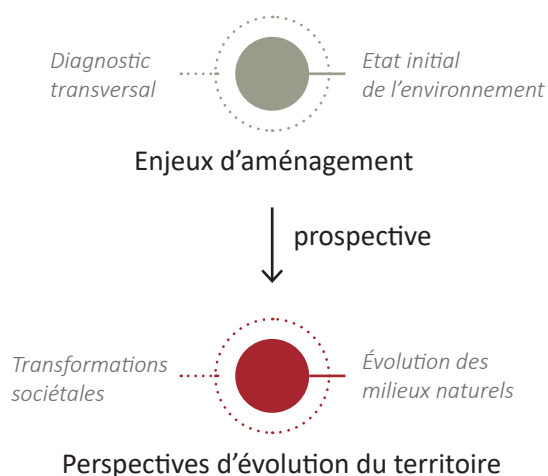 Diagnostic
transversal
Etat initial
de l'environnement
Enjeux d'aménagement
prospective
Transformations
sociétales
Évolution des
milieux naturels
Perspectives d'évolution du territoire